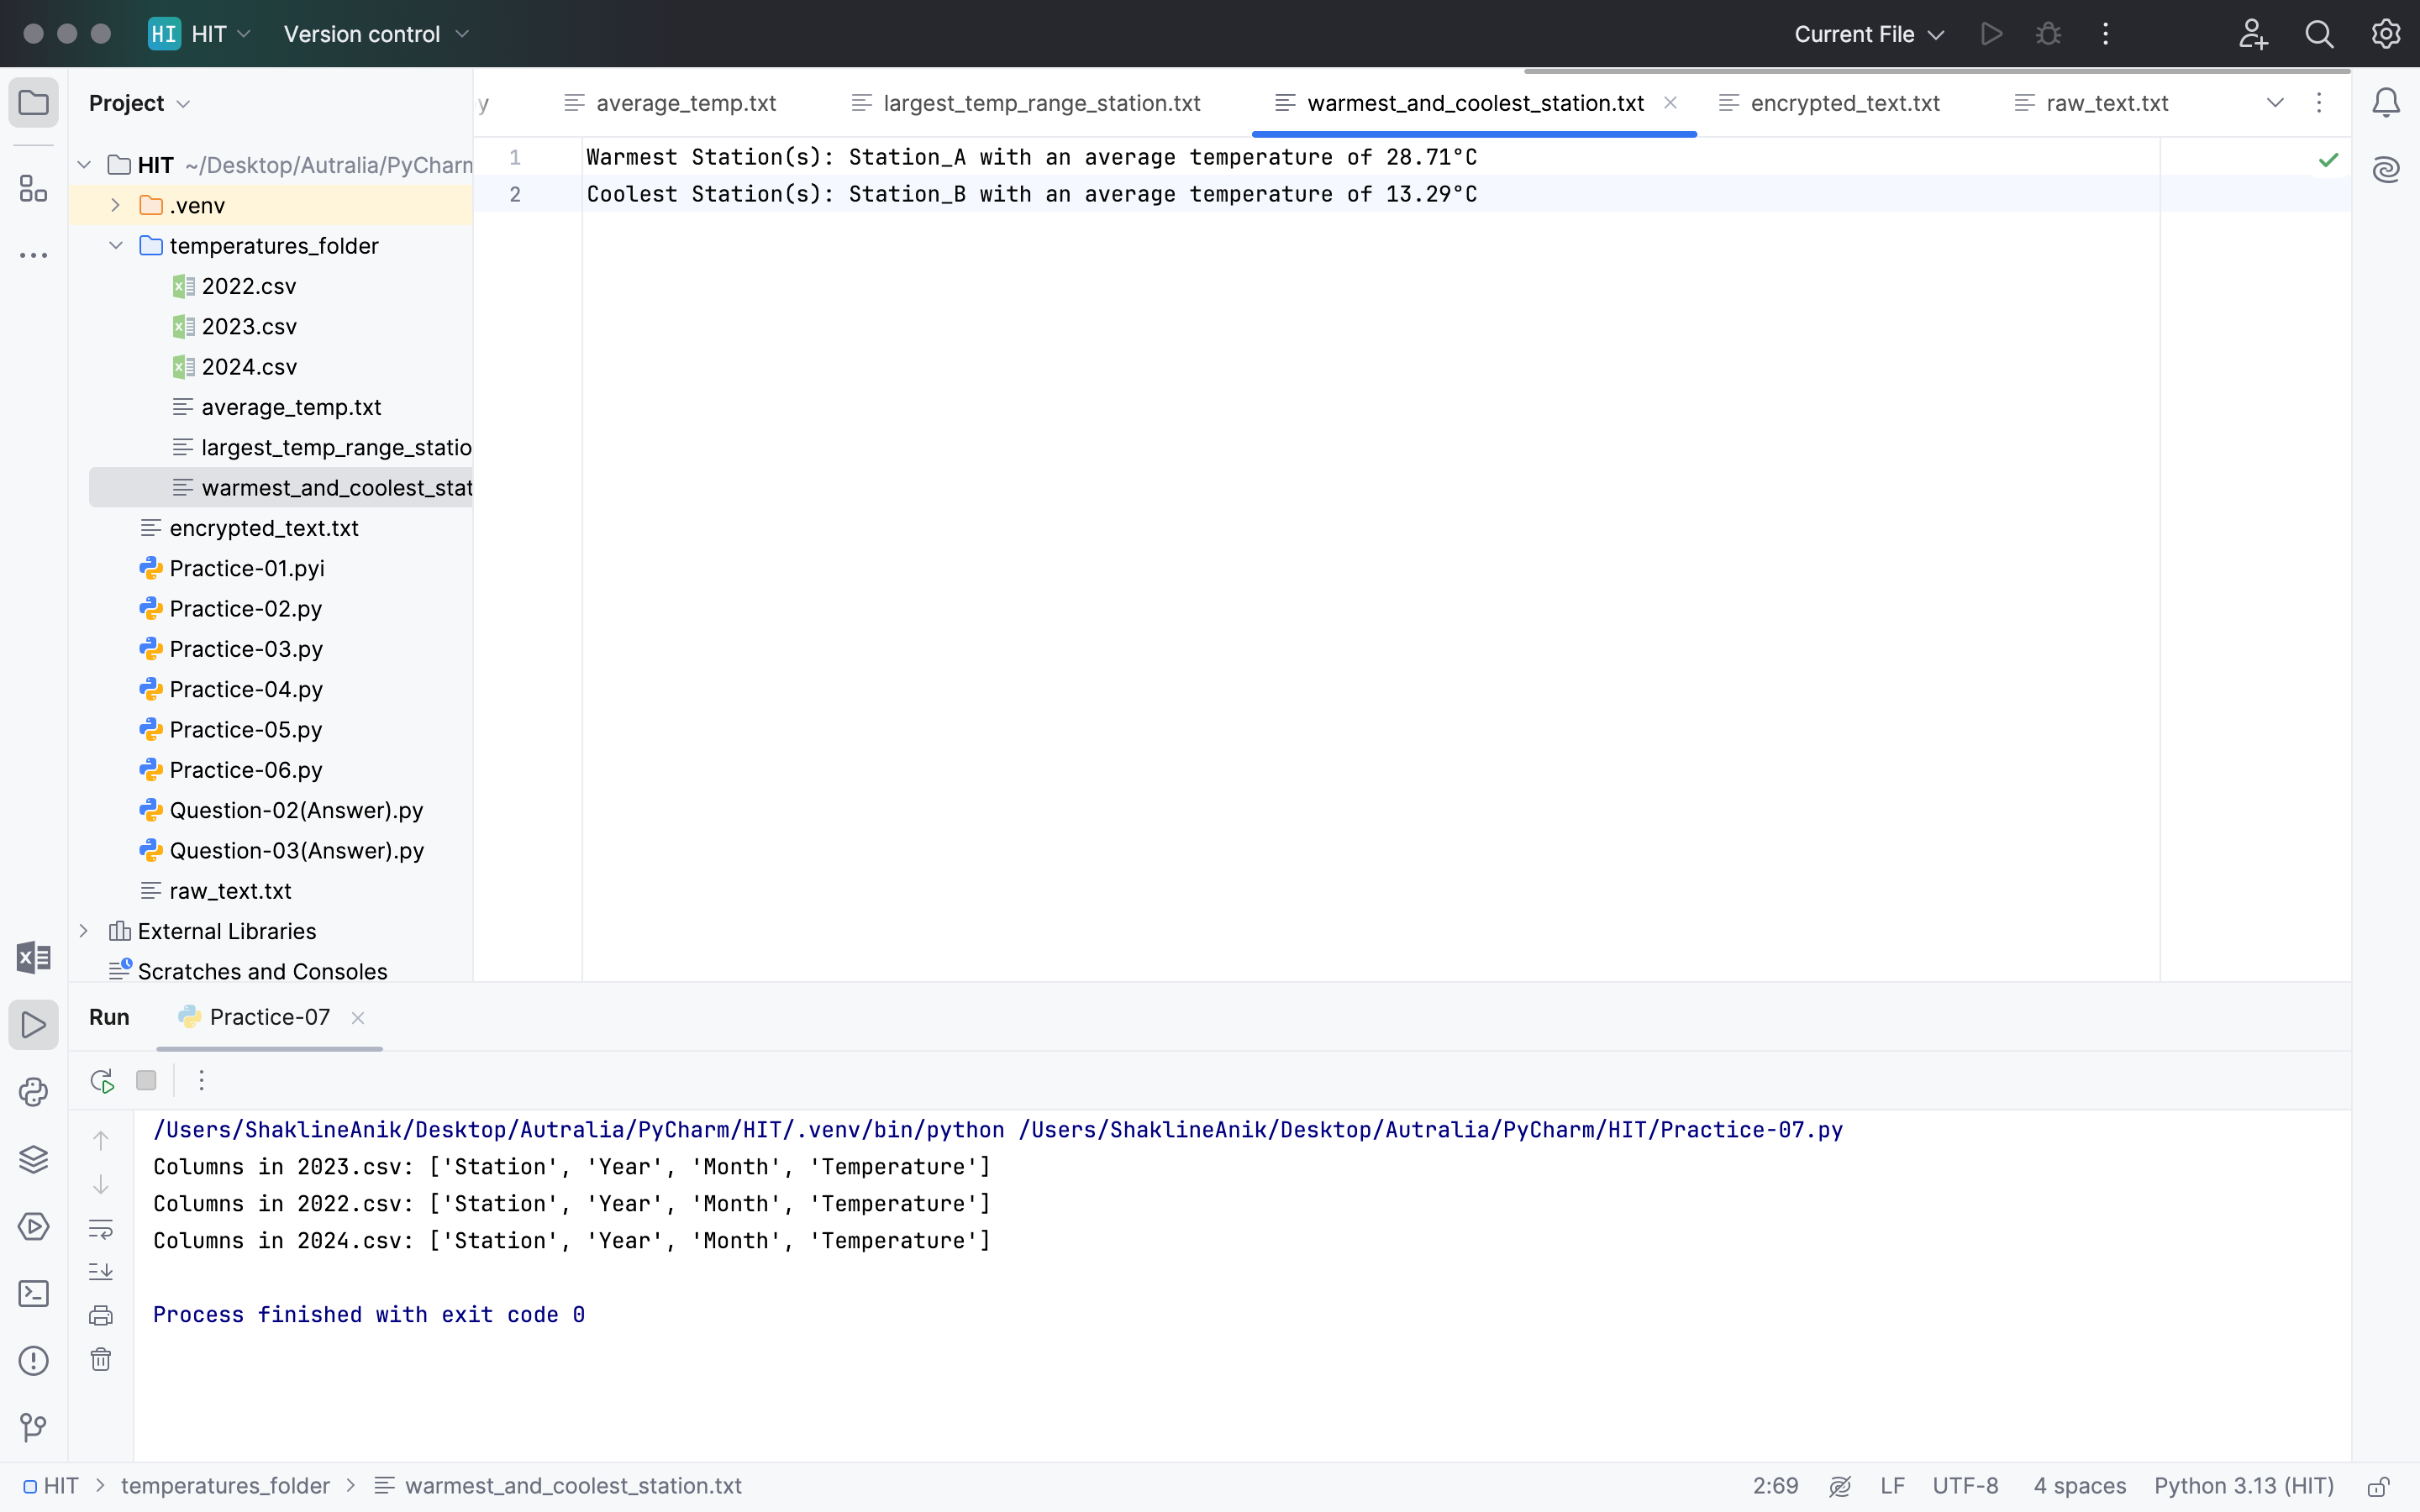 HI HIT Version control Current File
Project
y average_temp.txt largest_temp_range_station.txt warmest_and_coolest_station.txt encrypted_text.txt raw_text.txt
HIT ~/Desktop/Autralia/PyCharm
.venv
temperatures_folder
2022.csv
2023.csv
2024.csv
average_temp.txt
largest_temp_range_statio
warmest_and_coolest_stat
encrypted_text.txt
Practice-01.pyi
Practice-02.py
Practice-03.py
Practice-04.py
Practice-05.py
Practice-06.py
Question-02(Answer).py
Question-03(Answer).py
raw_text.txt
External Libraries
Scratches and Consoles
1 Warmest Station(s): Station_A with an average temperature of 28.71°C
2 Coolest Station(s): Station_B with an average temperature of 13.29°C
Run Practice-07
/Users/ShaklineAnik/Desktop/Autralia/PyCharm/HIT/.venv/bin/python /Users/ShaklineAnik/Desktop/Autralia/PyCharm/HIT/Practice-07.py
Columns in 2023.csv: ['Station', 'Year', 'Month', 'Temperature']
Columns in 2022.csv: ['Station', 'Year', 'Month', 'Temperature']
Columns in 2024.csv: ['Station', 'Year', 'Month', 'Temperature']
Process finished with exit code 0
HIT > temperatures_folder > warmest_and_coolest_station.txt 2:69 LF UTF-8 4 spaces Python 3.13 (HIT)